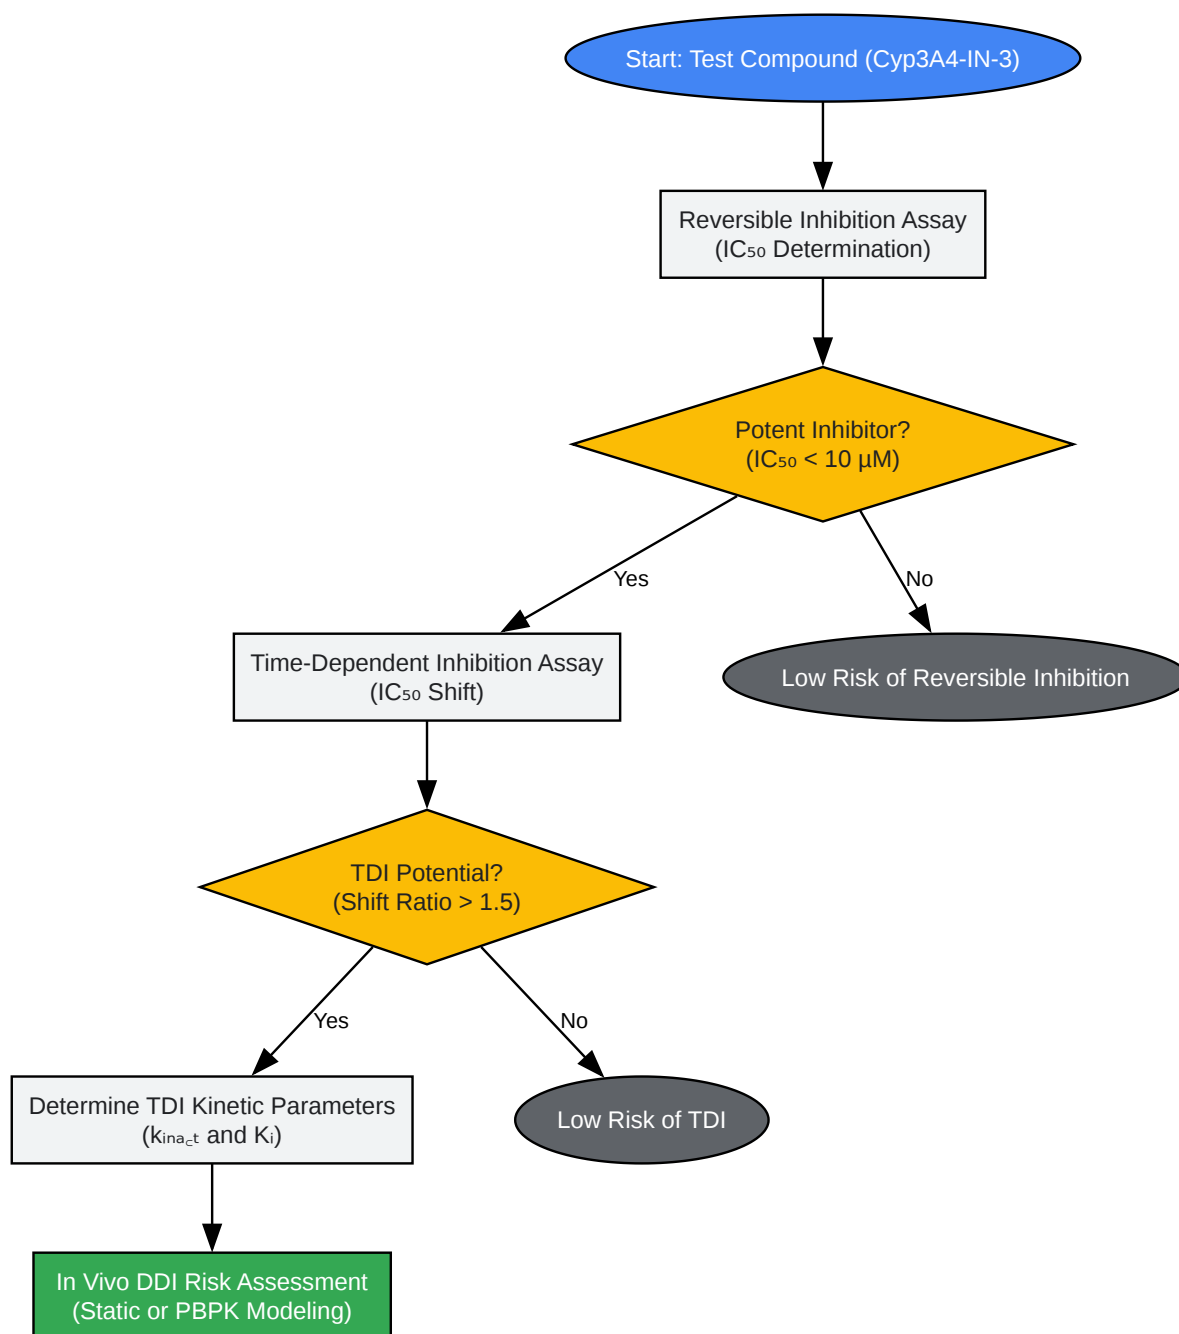 Start: Test Compound (Cyp3A4-IN-3)
Reversible Inhibition Assay
(IC₅₀ Determination)
Potent Inhibitor?
(IC₅₀ < 10 µM)
Yes
No
Time-Dependent Inhibition Assay
(IC₅₀ Shift)
Low Risk of Reversible Inhibition
TDI Potential?
(Shift Ratio > 1.5)
Yes
No
Determine TDI Kinetic Parameters
(kᵢₙₐ꜀ₜ and Kᵢ)
Low Risk of TDI
In Vivo DDI Risk Assessment
(Static or PBPK Modeling)